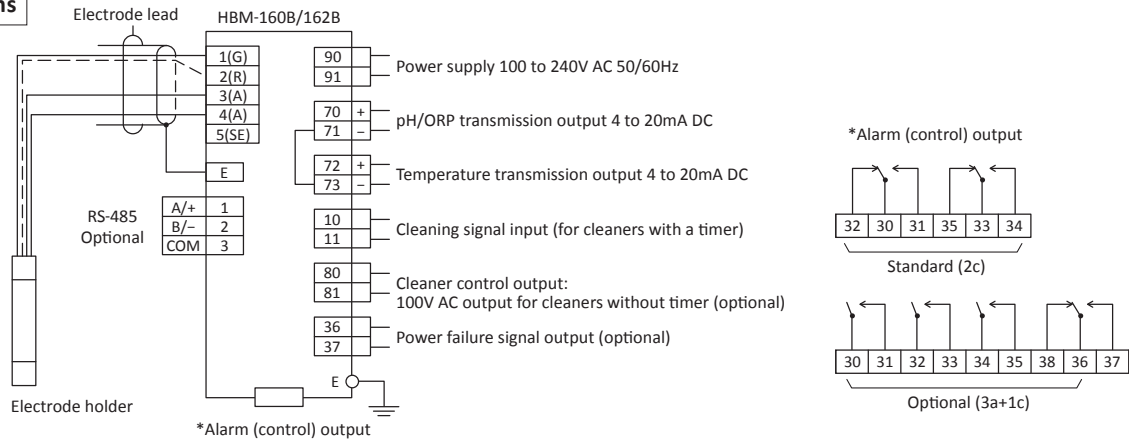 ns
Electrode lead
HBM-160B/162B
1(G)
2(R)
3(A)
4(A)
5(SE)
E
RS-485
Optional
A/+ 1
B/− 2
COM 3
Electrode holder
90
91
Power supply 100 to 240V AC 50/60Hz
70 +
71 −
pH/ORP transmission output 4 to 20mA DC
72 +
73 −
Temperature transmission output 4 to 20mA DC
10
11
Cleaning signal input (for cleaners with a timer)
80
81
Cleaner control output:
100V AC output for cleaners without timer (optional)
36
37
Power failure signal output (optional)
E
*Alarm (control) output
*Alarm (control) output
32 30 31 35 33 34
Standard (2c)
30 31 32 33 34 35 38 36 37
Optional (3a+1c)